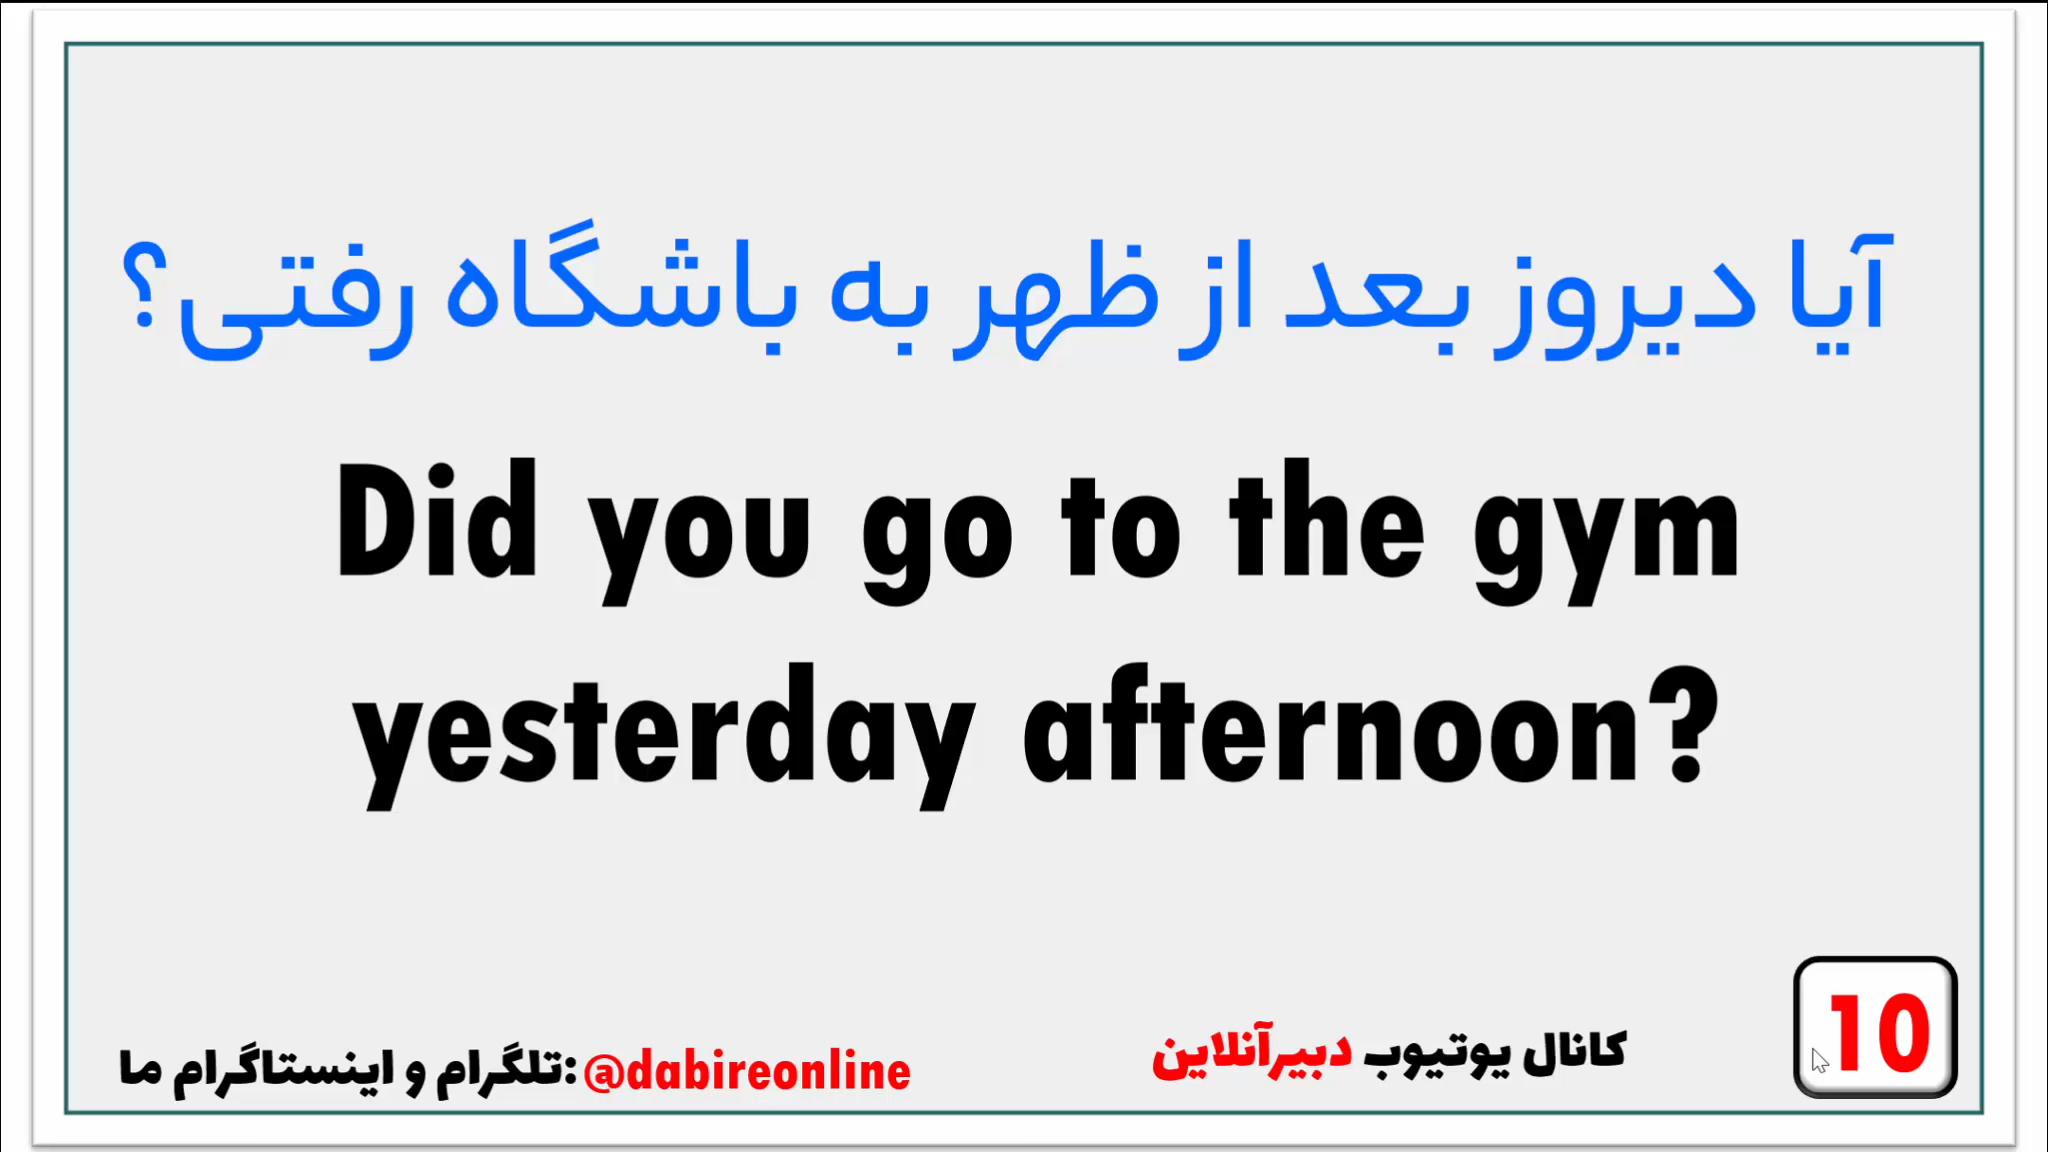 آیا دیروز بعد از ظهر به باشگاه رفتی؟
Did you go to the gym
yesterday afternoon?
10
کانال یوتیوب دبیرآنلاین
تلگرام و اینستاگرام ما: @dabireonline